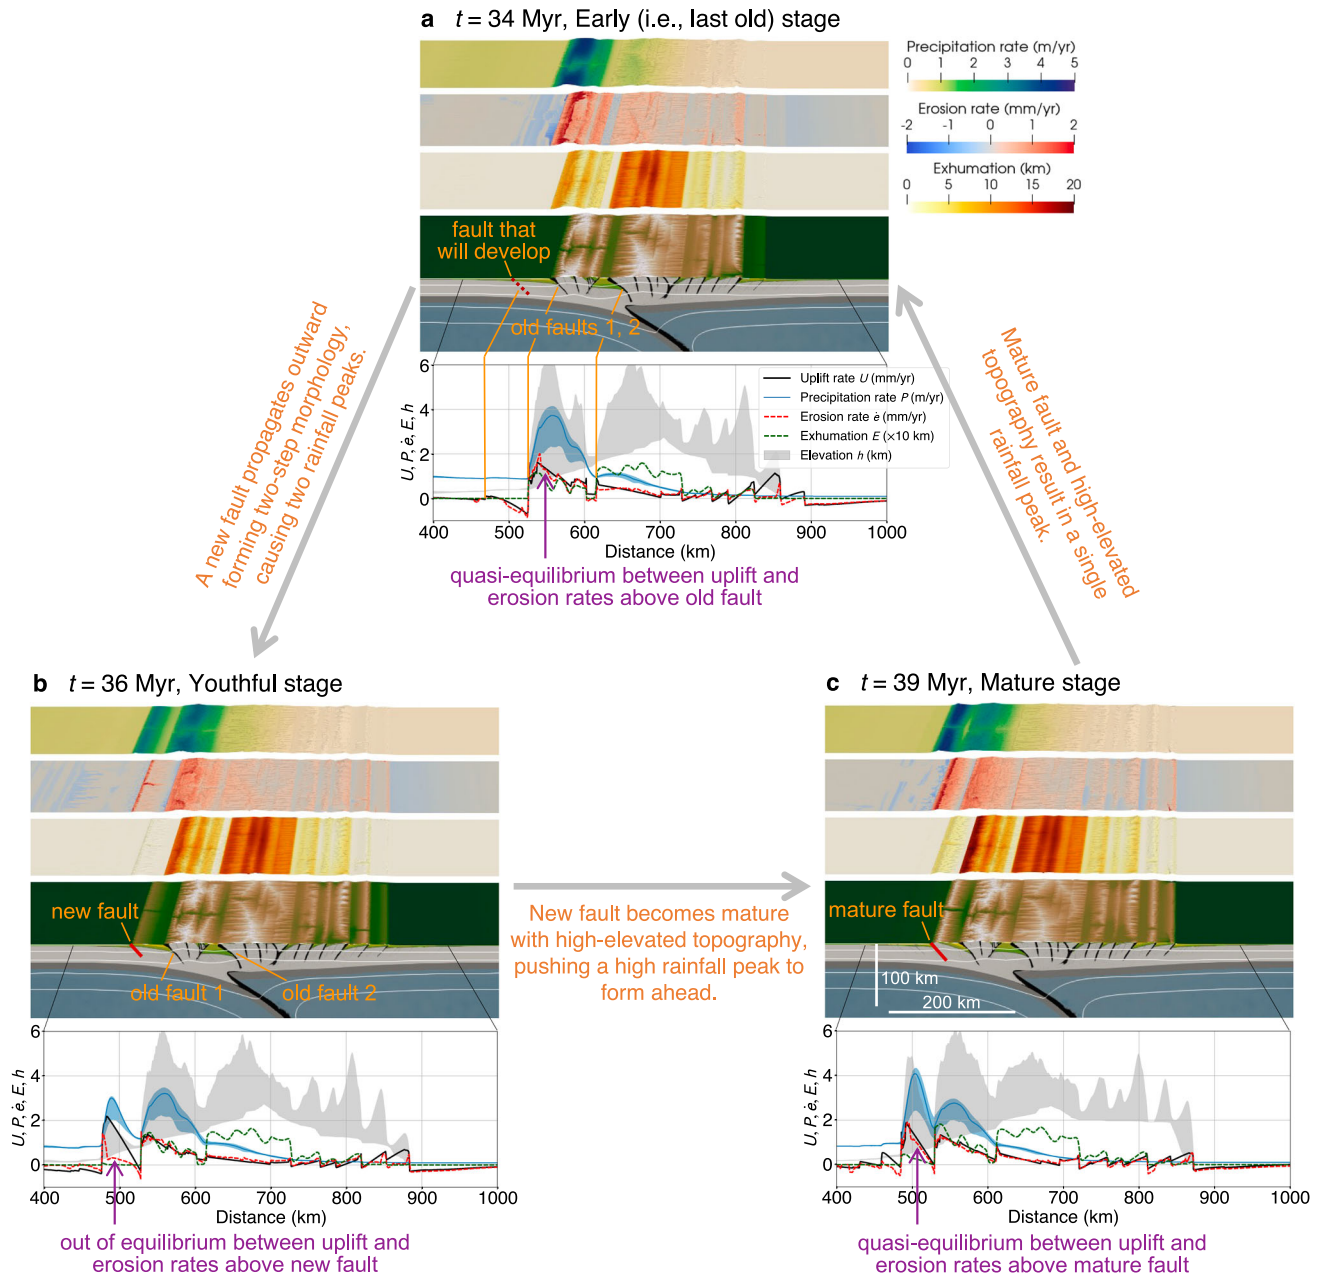 a t = 34 Myr, Early (i.e., last old) stage
Precipitation rate (m/yr)
0 1 2 3 4 5
Erosion rate (mm/yr)
-2 -1 0 1 2
Exhumation (km)
0 5 10 15 20
fault that
will develop
old faults 1, 2
A new fault propagates outward
forming two-step morphology,
causing two rainfall peaks.
Mature fault and high-elevated
topography result in a single
rainfall peak.
6
4
2
0
U, P, ė, E, h
Uplift rate U (mm/yr)
Precipitation rate P (m/yr)
Erosion rate ė (mm/yr)
Exhumation E (×10 km)
Elevation h (km)
400 500 600 700 800 900 1000
Distance (km)
quasi-equilibrium between uplift and
erosion rates above old fault
b t = 36 Myr, Youthful stage
new fault
old fault 1
old fault 2
6
4
2
0
U, P, ė, E, h
400 500 600 700 800 900 1000
Distance (km)
out of equilibrium between uplift and
erosion rates above new fault
New fault becomes mature
with high-elevated topography,
pushing a high rainfall peak to
form ahead.
c t = 39 Myr, Mature stage
mature fault
100 km
200 km
6
4
2
0
U, P, ė, E, h
400 500 600 700 800 900 1000
Distance (km)
quasi-equilibrium between uplift and
erosion rates above mature fault